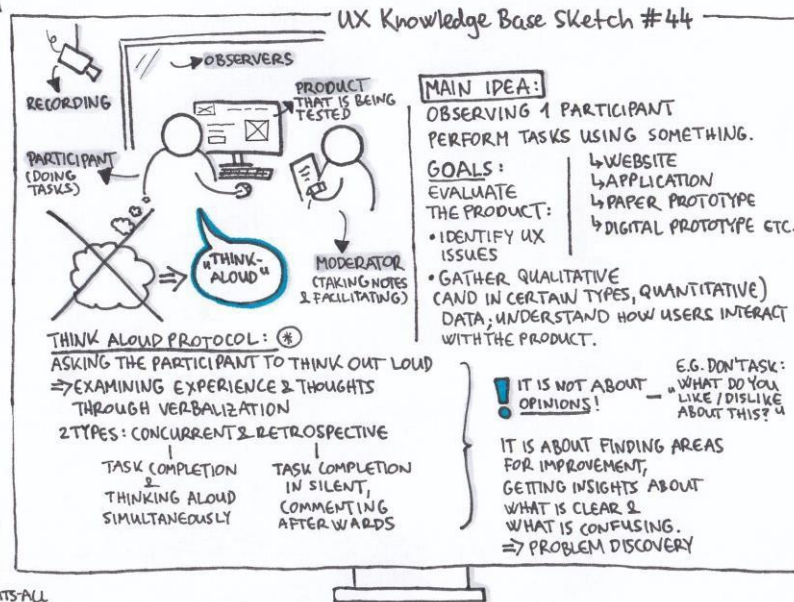 UX Knowledge Base Sketch #44
OBSERVERS
RECORDING
PRODUCT
THAT IS BEING
TESTED
PARTICIPANT
(DOING
TASKS)
"THINK-
ALOUD"
MODERATOR
(TAKING NOTES
& FACILITATING)
MAIN IDEA:
OBSERVING 1 PARTICIPANT
PERFORM TASKS USING SOMETHING.
↳ WEBSITE
↳ APPLICATION
↳ PAPER PROTOTYPE
↳ DIGITAL PROTOTYPE ETC.
GOALS:
EVALUATE
THE PRODUCT:
• IDENTIFY UX
ISSUES
• GATHER QUALITATIVE
(AND IN CERTAIN TYPES, QUANTITATIVE)
DATA; UNDERSTAND HOW USERS INTERACT
WITH THE PRODUCT.
THINK ALOUD PROTOCOL: *
ASKING THE PARTICIPANT TO THINK OUT LOUD
⇒ EXAMINING EXPERIENCE & THOUGHTS
THROUGH VERBALIZATION
2 TYPES: CONCURRENT & RETROSPECTIVE
TASK COMPLETION
&
THINKING ALOUD
SIMULTANEOUSLY
TASK COMPLETION
IN SILENT,
COMMENTING
AFTERWARDS
! IT IS NOT ABOUT
OPINIONS!
E.G. DON'T ASK:
"WHAT DO YOU
LIKE / DISLIKE
ABOUT THIS?"
IT IS ABOUT FINDING AREAS
FOR IMPROVEMENT,
GETTING INSIGHTS ABOUT
WHAT IS CLEAR &
WHAT IS CONFUSING.
⇒ PROBLEM DISCOVERY
TS-ALL